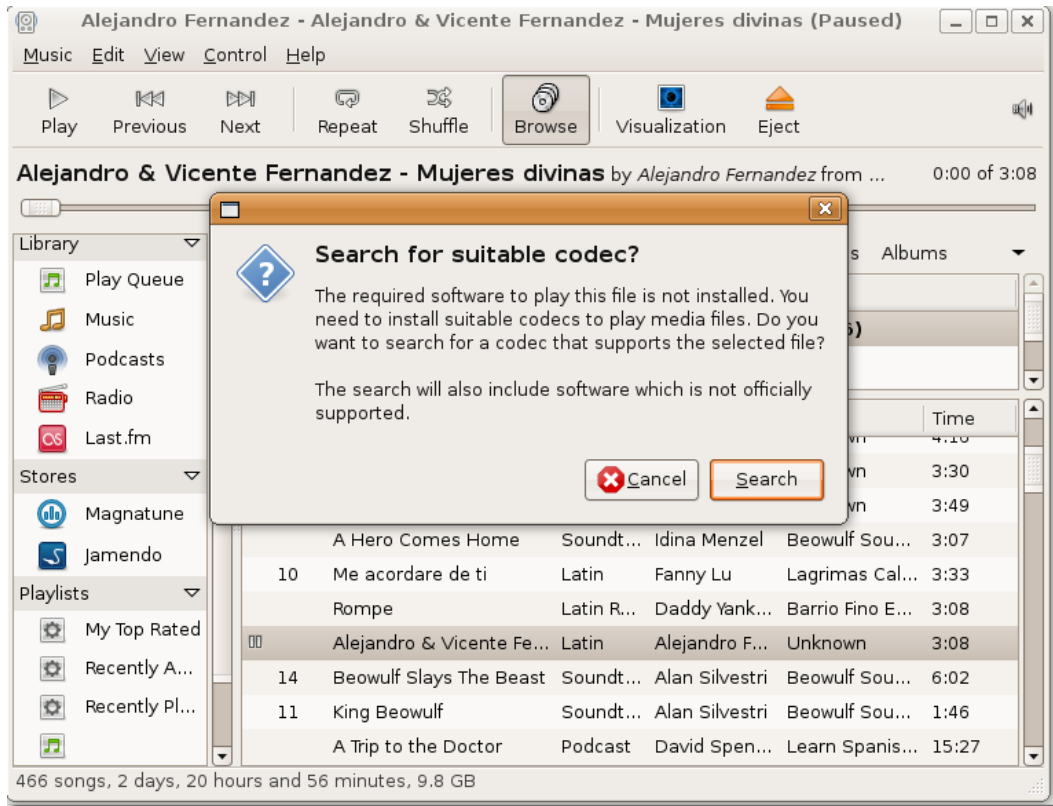 Alejandro Fernandez - Alejandro & Vicente Fernandez - Mujeres divinas (Paused)
Music Edit View Control Help
Play Previous Next Repeat Shuffle Browse Visualization Eject
Alejandro & Vicente Fernandez - Mujeres divinas by Alejandro Fernandez from ... 0:00 of 3:08
Library
Play Queue
Music
Podcasts
Radio
Last.fm
Stores
Magnatune
Jamendo
Playlists
My Top Rated
Recently A...
Recently Pl...
Search for suitable codec?
The required software to play this file is not installed. You
need to install suitable codecs to play media files. Do you
want to search for a codec that supports the selected file?
The search will also include software which is not officially
supported.
Cancel Search
Albums
Time
3:30
3:49
A Hero Comes Home Soundt... Idina Menzel Beowulf Sou... 3:07
10 Me acordare de ti Latin Fanny Lu Lagrimas Cal... 3:33
Rompe Latin R... Daddy Yank... Barrio Fino E... 3:08
Alejandro & Vicente Fe... Latin Alejandro F... Unknown 3:08
14 Beowulf Slays The Beast Soundt... Alan Silvestri Beowulf Sou... 6:02
11 King Beowulf Soundt... Alan Silvestri Beowulf Sou... 1:46
A Trip to the Doctor Podcast David Spen... Learn Spanis... 15:27
466 songs, 2 days, 20 hours and 56 minutes, 9.8 GB